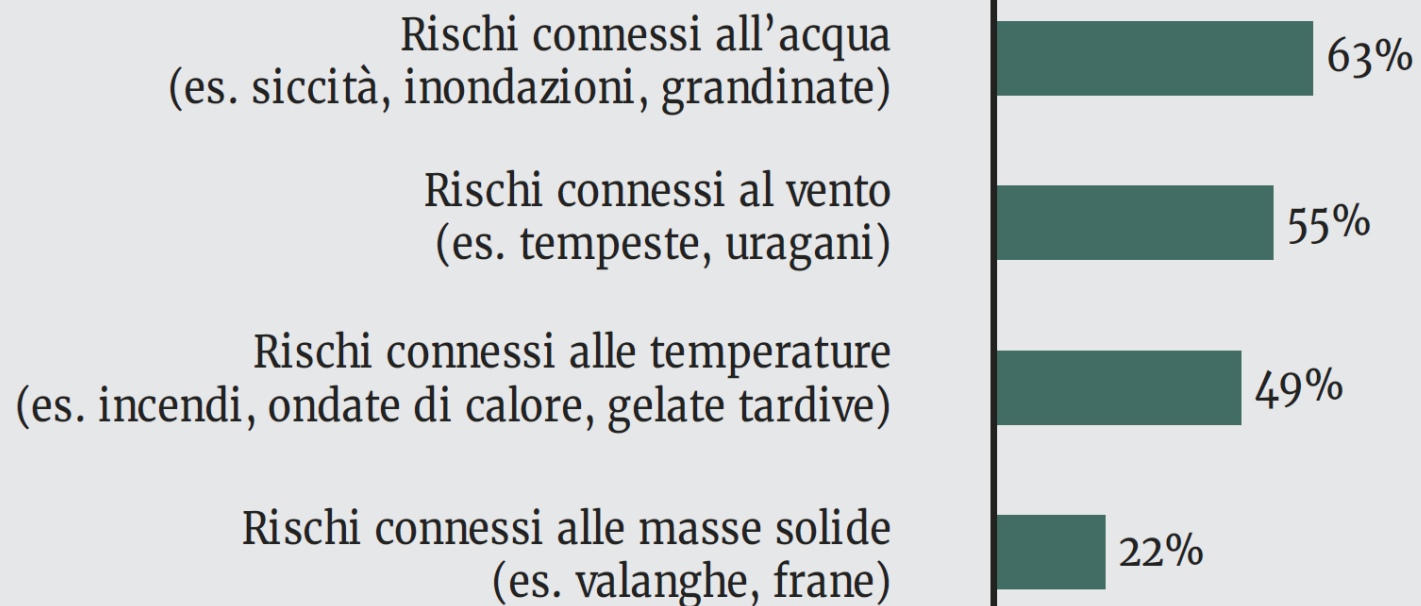 Rischi connessi all’acqua
(es. siccità, inondazioni, grandinate)
63%
Rischi connessi al vento
(es. tempeste, uragani)
55%
Rischi connessi alle temperature
(es. incendi, ondate di calore, gelate tardive)
49%
Rischi connessi alle masse solide
(es. valanghe, frane)
22%